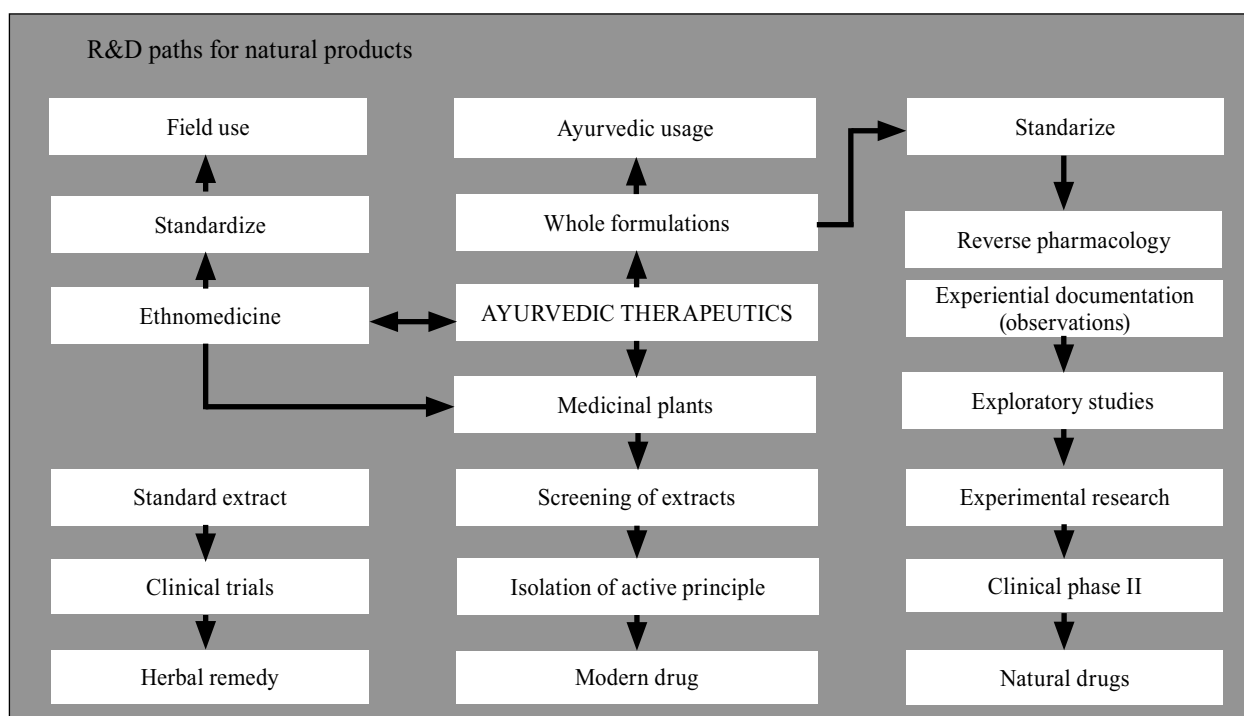 R&D paths for natural products
Field use
Ayurvedic usage
Standarize
Standardize
Whole formulations
Reverse pharmacology
Ethnomedicine
AYURVEDIC THERAPEUTICS
Experiential documentation
(observations)
Medicinal plants
Exploratory studies
Standard extract
Screening of extracts
Experimental research
Clinical trials
Isolation of active principle
Clinical phase II
Herbal remedy
Modern drug
Natural drugs